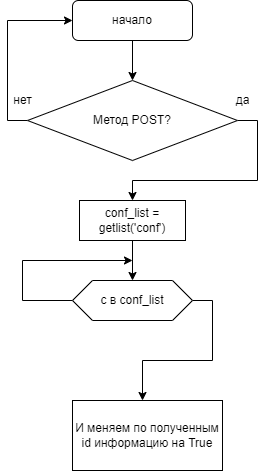 начало
нет
да
Метод POST?
conf_list =
getlist('conf')
с в conf_list
И меняем по полученным
id информацию на True